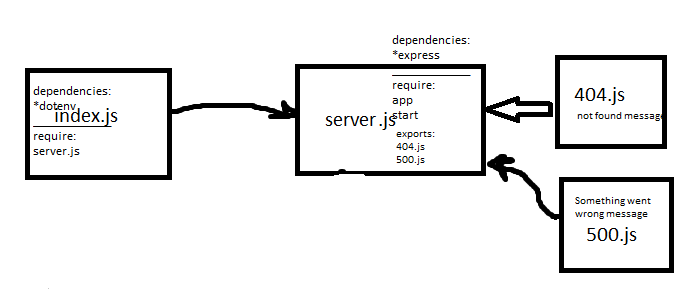 dependencies:
*dotenv
index.js
require:
server.js
dependencies:
*express
require:
app
start
server.js
exports:
404.js
500.js
404.js
not found message
Something went
wrong message
500.js